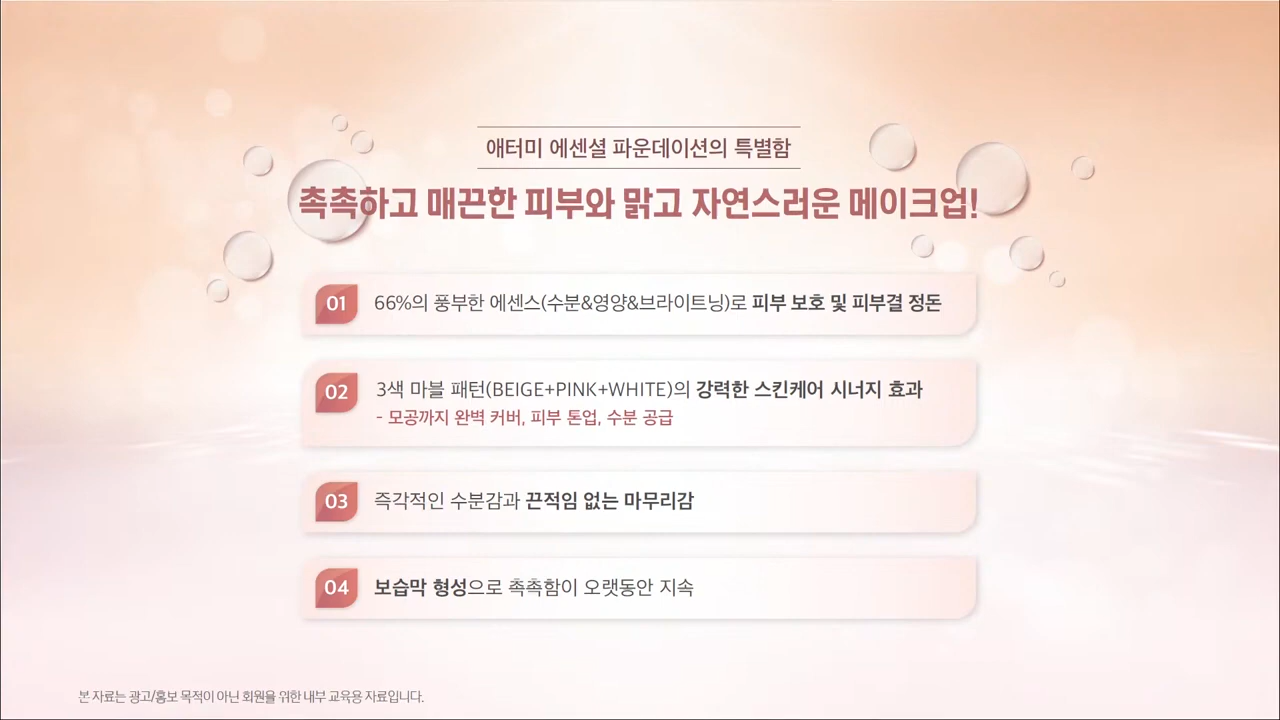 애터미 에센셜 파운데이션의 특별함
촉촉하고 매끈한 피부와 맑고 자연스러운 메이크업!
01 66%의 풍부한 에센스(수분&영양&브라이트닝)로 피부 보호 및 피부결 정돈
02 3색 마블 패턴(BEIGE+PINK+WHITE)의 강력한 스킨케어 시너지 효과
- 모공까지 완벽 커버, 피부 톤업, 수분 공급
03 즉각적인 수분감과 끈적임 없는 마무리감
04 보습막 형성으로 촉촉함이 오랫동안 지속
본 자료는 광고/홍보 목적이 아닌 회원을 위한 내부 교육용 자료입니다.